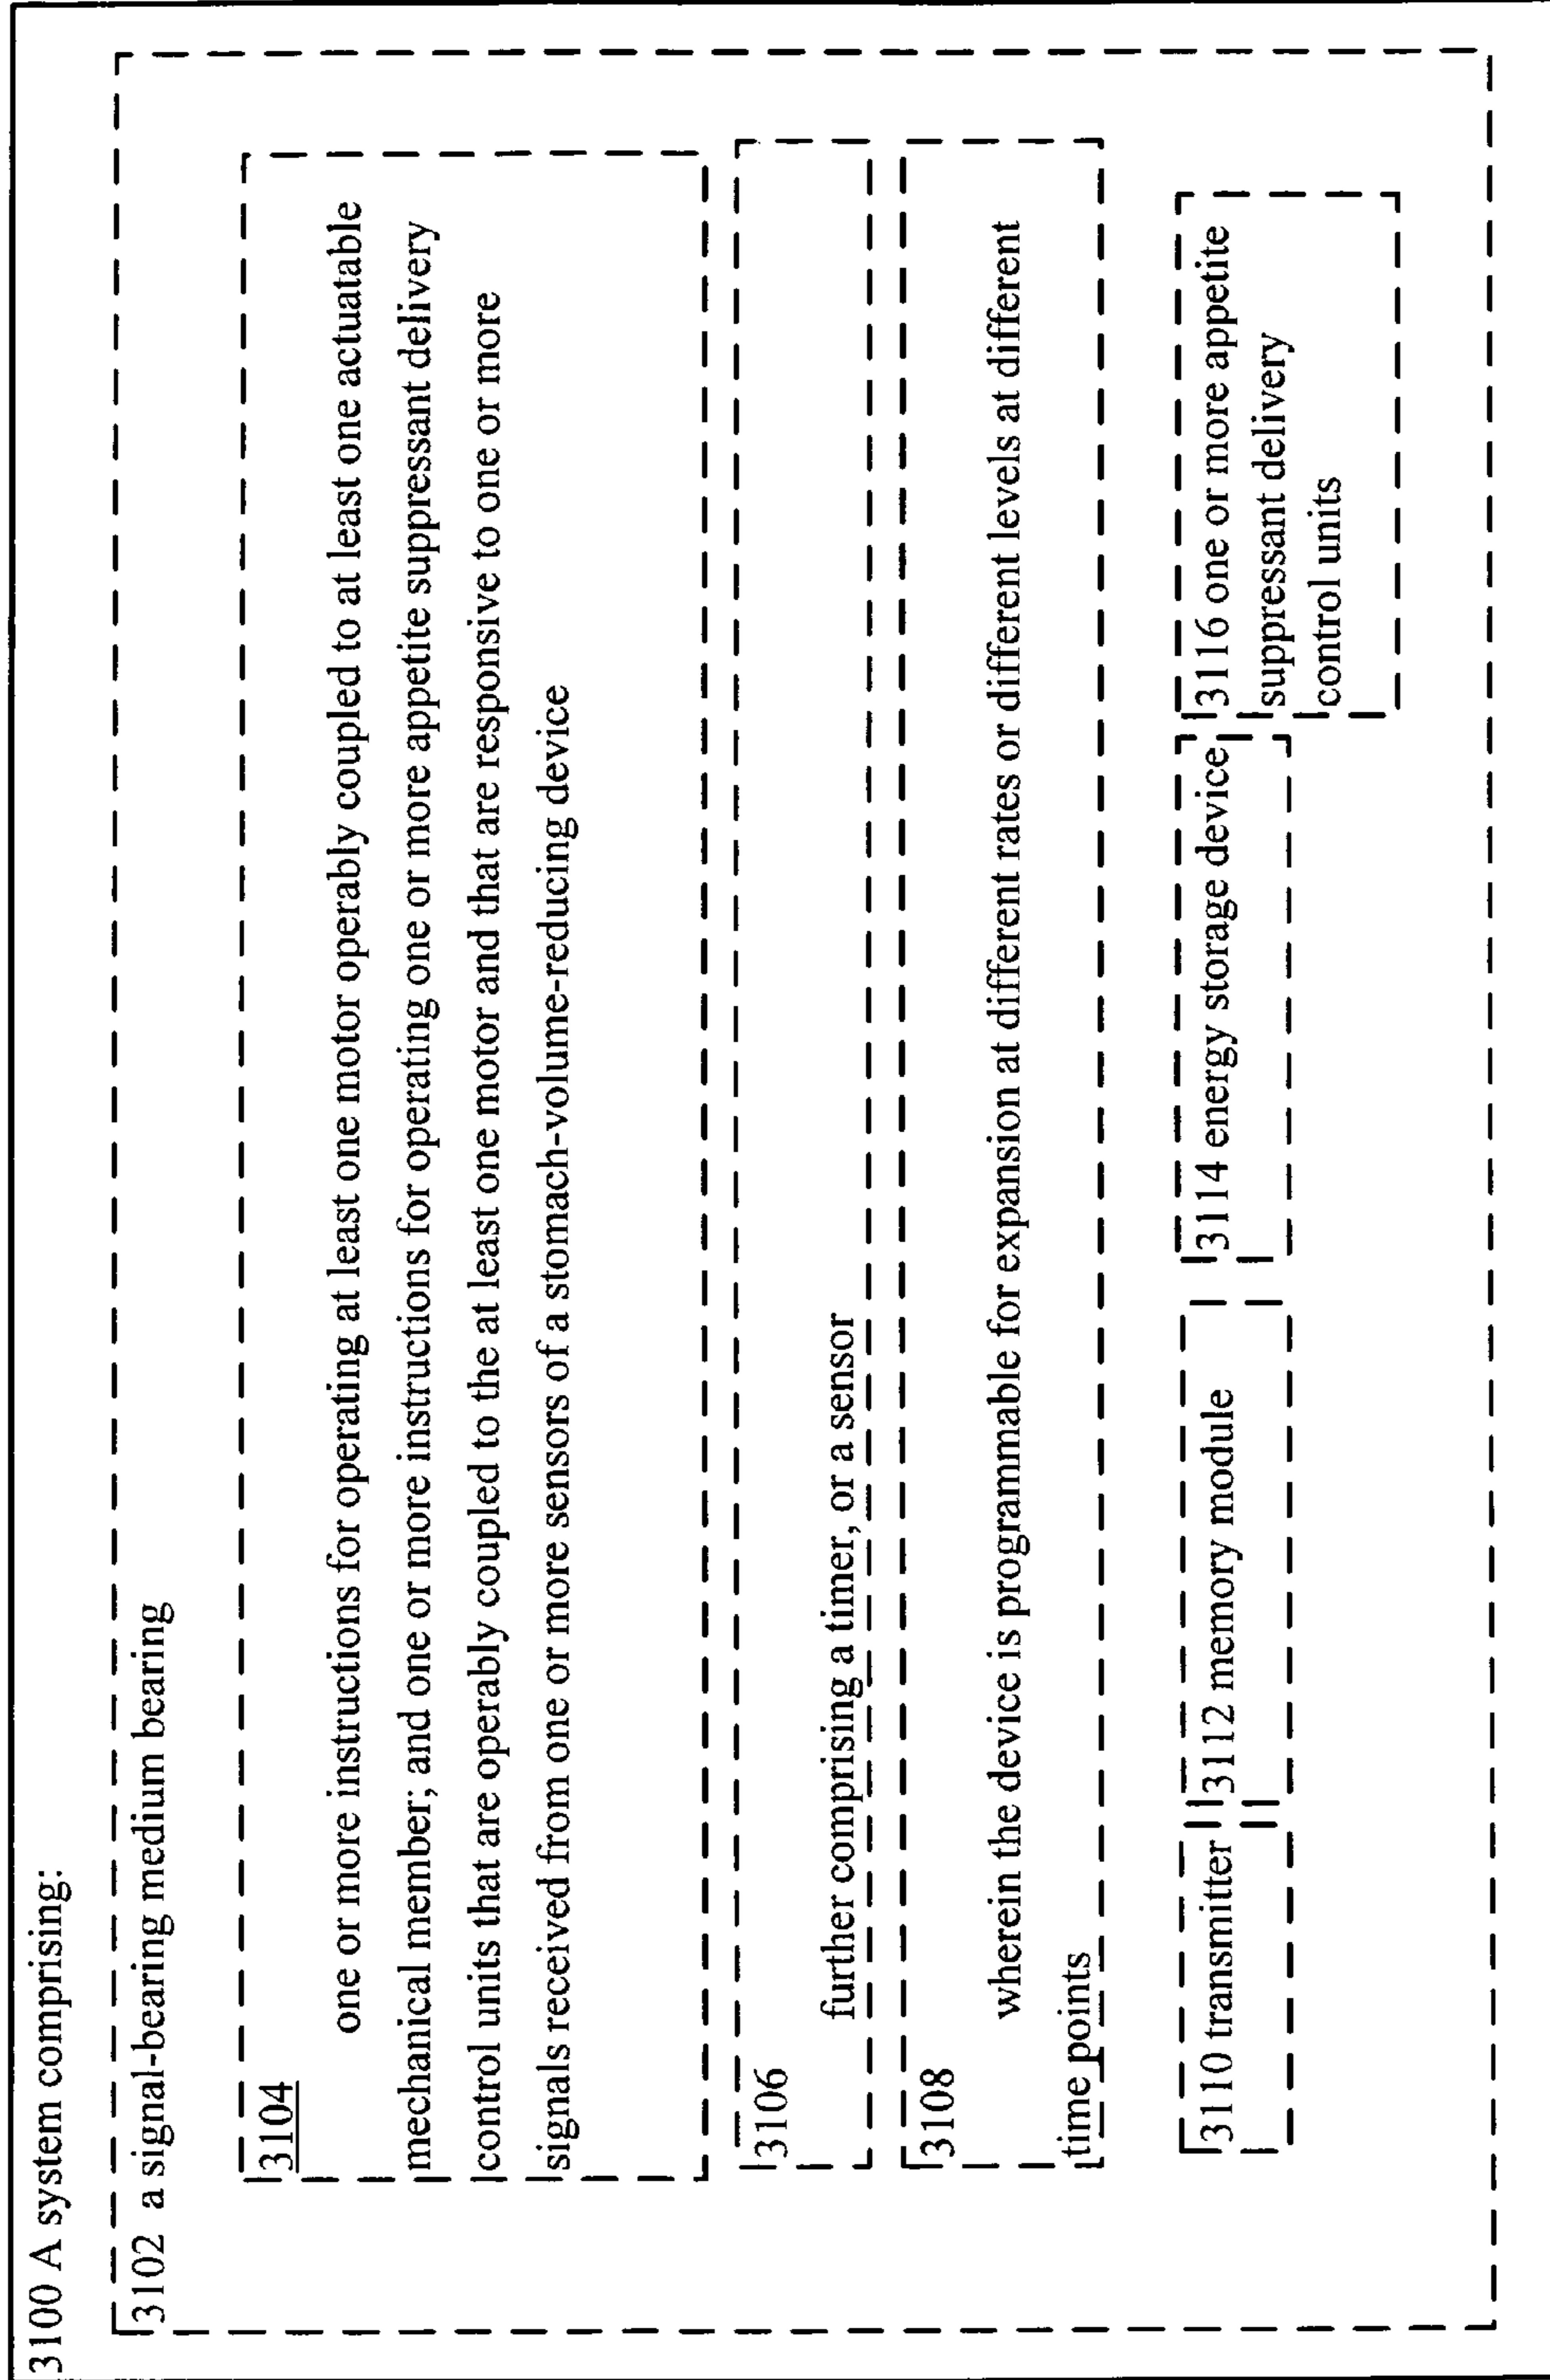 3100 A system comprising:
3102 a signal-bearing medium bearing
3104
one or more instructions for operating at least one motor operably coupled to at least one actuatable
mechanical member; and one or more instructions for operating one or more appetite suppressant delivery
control units that are operably coupled to the at least one motor and that are responsive to one or more
signals received from one or more sensors of a stomach-volume-reducing device
3106
further comprising a timer, or a sensor
3108
wherein the device is programmable for expansion at different rates or different levels at different
time points
3110 transmitter
3112 memory module
3114 energy storage device
3116 one or more appetite
suppressant delivery
control units